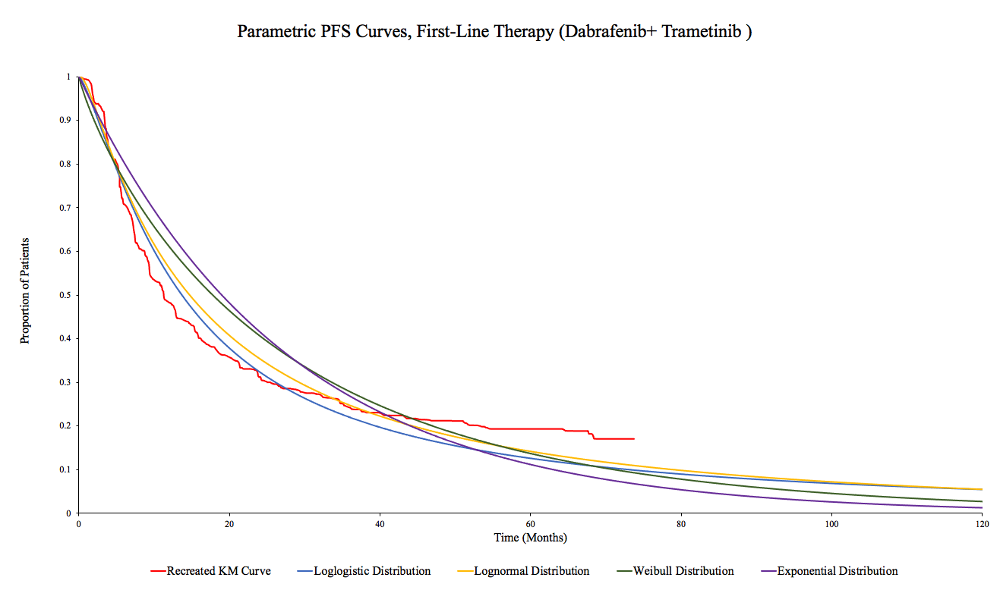 Parametric PFS Curves, First-Line Therapy (Dabrafenib+ Trametinib )
Proportion of Patients
1
0.9
0.8
0.7
0.6
0.5
0.4
0.3
0.2
0.1
0
0 20 40 60 80 100 120
Time (Months)
Recreated KM Curve Loglogistic Distribution Lognormal Distribution Weibull Distribution Exponential Distribution